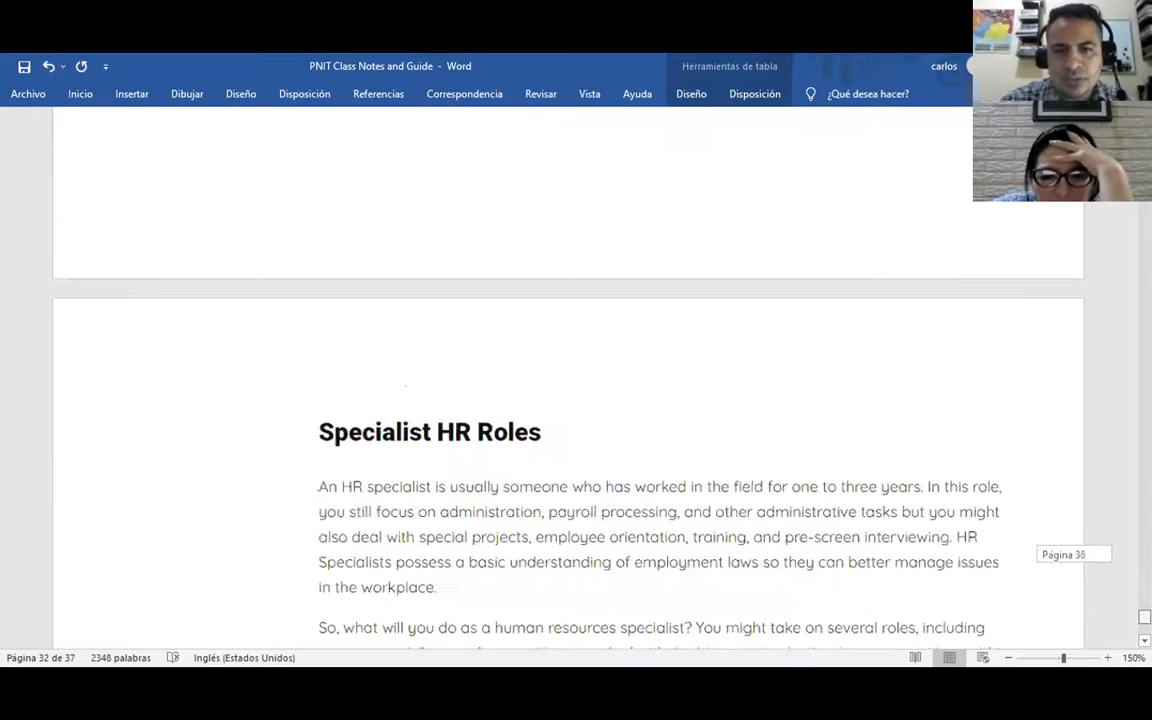 PNIT Class Notes and Guide - Word
Herramientas de tabla
carlos
Archivo Inicio Insertar Dibujar Diseño Disposición Referencias Correspondencia Revisar Vista Ayuda Diseño Disposición ¿Qué desea hacer?
Specialist HR Roles
An HR specialist is usually someone who has worked in the field for one to three years. In this role,
you still focus on administration, payroll processing, and other administrative tasks but you might
also deal with special projects, employee orientation, training, and pre-screen interviewing. HR
Specialists possess a basic understanding of employment laws so they can better manage issues
in the workplace.
So, what will you do as a human resources specialist? You might take on several roles, including
Página 38
Página 32 de 37 2348 palabras Inglés (Estados Unidos) 150%